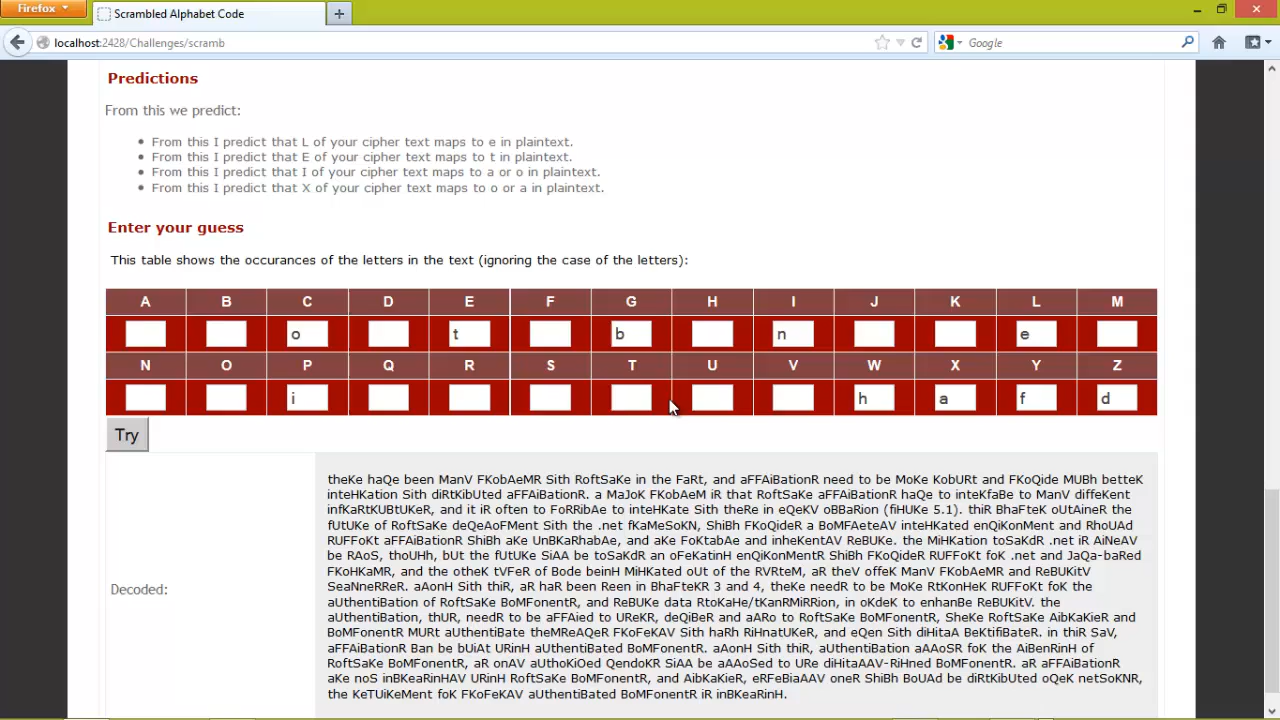 Firefox
Scrambled Alphabet Code
localhost:2428/Challenges/scramb
Google
Predictions
From this we predict:
From this I predict that L of your cipher text maps to e in plaintext.
From this I predict that E of your cipher text maps to t in plaintext.
From this I predict that I of your cipher text maps to a or o in plaintext.
From this I predict that X of your cipher text maps to o or a in plaintext.
Enter your guess
This table shows the occurances of the letters in the text (ignoring the case of the letters):
A B C D E F G H I J K L M
o t b n e
N O P Q R S T U V W X Y Z
i h a f d
Try
Decoded:
theKe haQe been ManV FKobAeMR Sith RoftSaKe in the FaRt, and aFFAiBationR need to be MoKe KobURt and FKoQide MUBh betteK
inteHKation Sith diRtKibUted aFFAiBationR. a MaJoK FKobAeM iR that RoftSaKe aFFAiBationR haQe to inteKfaBe to ManV diffeKent
infKaRtKUBtUKeR, and it iR often to FoRRibAe to inteHKate Sith theRe in eQeKV oBBaRion (fiHUKe 5.1). thiR BhaFteK oUtAineR the
fUtUKe of RoftSaKe deQeAoFMent Sith the .net fKaMeSoKN, ShiBh FKoQideR a BoMFAeteAV inteHKated enQiKonMent and RhoUAd
RUFFoKt aFFAiBationR ShiBh aKe UnBKaRhabAe, and aKe FoKtabAe and inheKentAV ReBUKe. the MiHKation toSaKdR .net iR AiNeAV
be RAoS, thoUHh, bUt the fUtUKe SiAA be toSaKdR an oFeKatinH enQiKonMentR ShiBh FKoQideR RUFFoKt foK .net and JaQa-baRed
FKoHKaMR, and the otheK tVFeR of Bode beinH MiHKated oUt of the RVRteM, aR theV offeK ManV FKobAeMR and ReBUKitV
SeaNneRReR. aAonH Sith thiR, aR haR been Reen in BhaFteKR 3 and 4, theKe needR to be MoKe RtKonHeK RUFFoKt foK the
aUthentiBation of RoftSaKe BoMFonentR, and ReBUKe data RtoKaHe/tKanRMiRRion, in oKdeK to enhanBe ReBUKitV. the
aUthentiBation, thUR, needR to be aFFAied to UReKR, deQiBeR and aARo to RoftSaKe BoMFonentR, SheKe RoftSaKe AibKaKieR and
BoMFonentR MURt aUthentiBate theMReAQeR FKoFeKAV Sith haRh RiHnatUKeR, and eQen Sith diHitaA BeKtifiBateR. in thiR SaV,
aFFAiBationR Ban be bUiAt URinH aUthentiBated BoMFonentR. aAonH Sith thiR, aUthentiBation aAAoSR foK the AiBenRinH of
RoftSaKe BoMFonentR, aR onAV aUthoKiOed QendoKR SiAA be aAAoSed to URe diHitaAAV-RiHned BoMFonentR. aR aFFAiBationR
aKe noS inBKeaRinHAV URinH RoftSaKe BoMFonentR, and AibKaKieR, eRFeBiaAAV oneR ShiBh BoUAd be diRtKibUted oQeK netSoKNR,
the KeTUiKeMent foK FKoFeKAV aUthentiBated BoMFonentR iR inBKeaRinH.